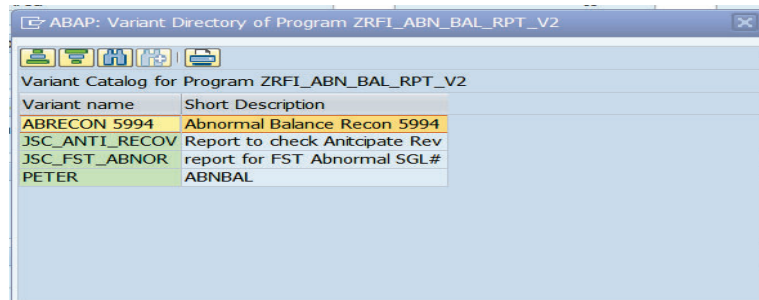 ABAP: Variant Directory of Program ZRFI_ABN_BAL_RPT_V2
Variant Catalog for Program ZRFI_ABN_BAL_RPT_V2
Variant name Short Description
ABRECON 5994 Abnormal Balance Recon 5994
JSC_ANTI_RECOV Report to check Anitcipate Rev
JSC_FST_ABNOR report for FST Abnormal SGL#
PETER ABNBAL